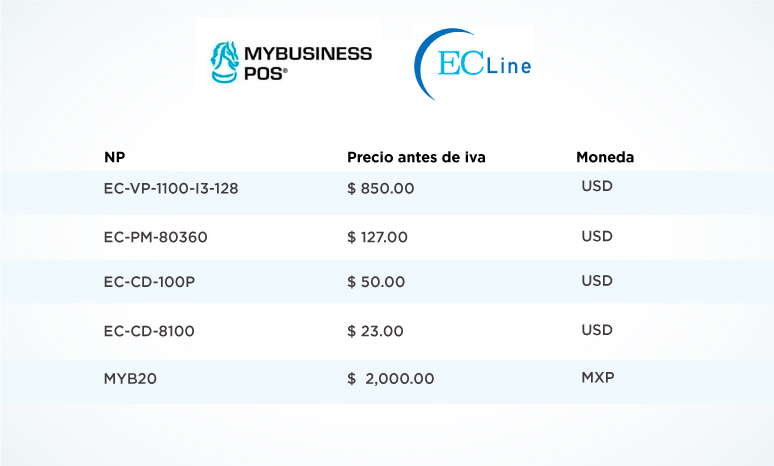 MYBUSINESS
POS®
EC Line
NP Precio antes de iva Moneda
EC-VP-1100-I3-128 $ 850.00 USD
EC-PM-80360 $ 127.00 USD
EC-CD-100P $ 50.00 USD
EC-CD-8100 $ 23.00 USD
MYB20 $ 2,000.00 MXP